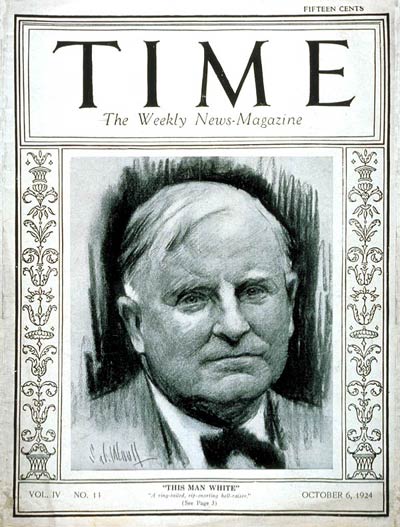 FIFTEEN CENTS
TIME
The Weekly News-Magazine
"THIS MAN WHITE"
VOL. IV NO. 14 "A ring-tailed, rip-snorting hell-raiser." OCTOBER 6, 1924
(See Page 3)